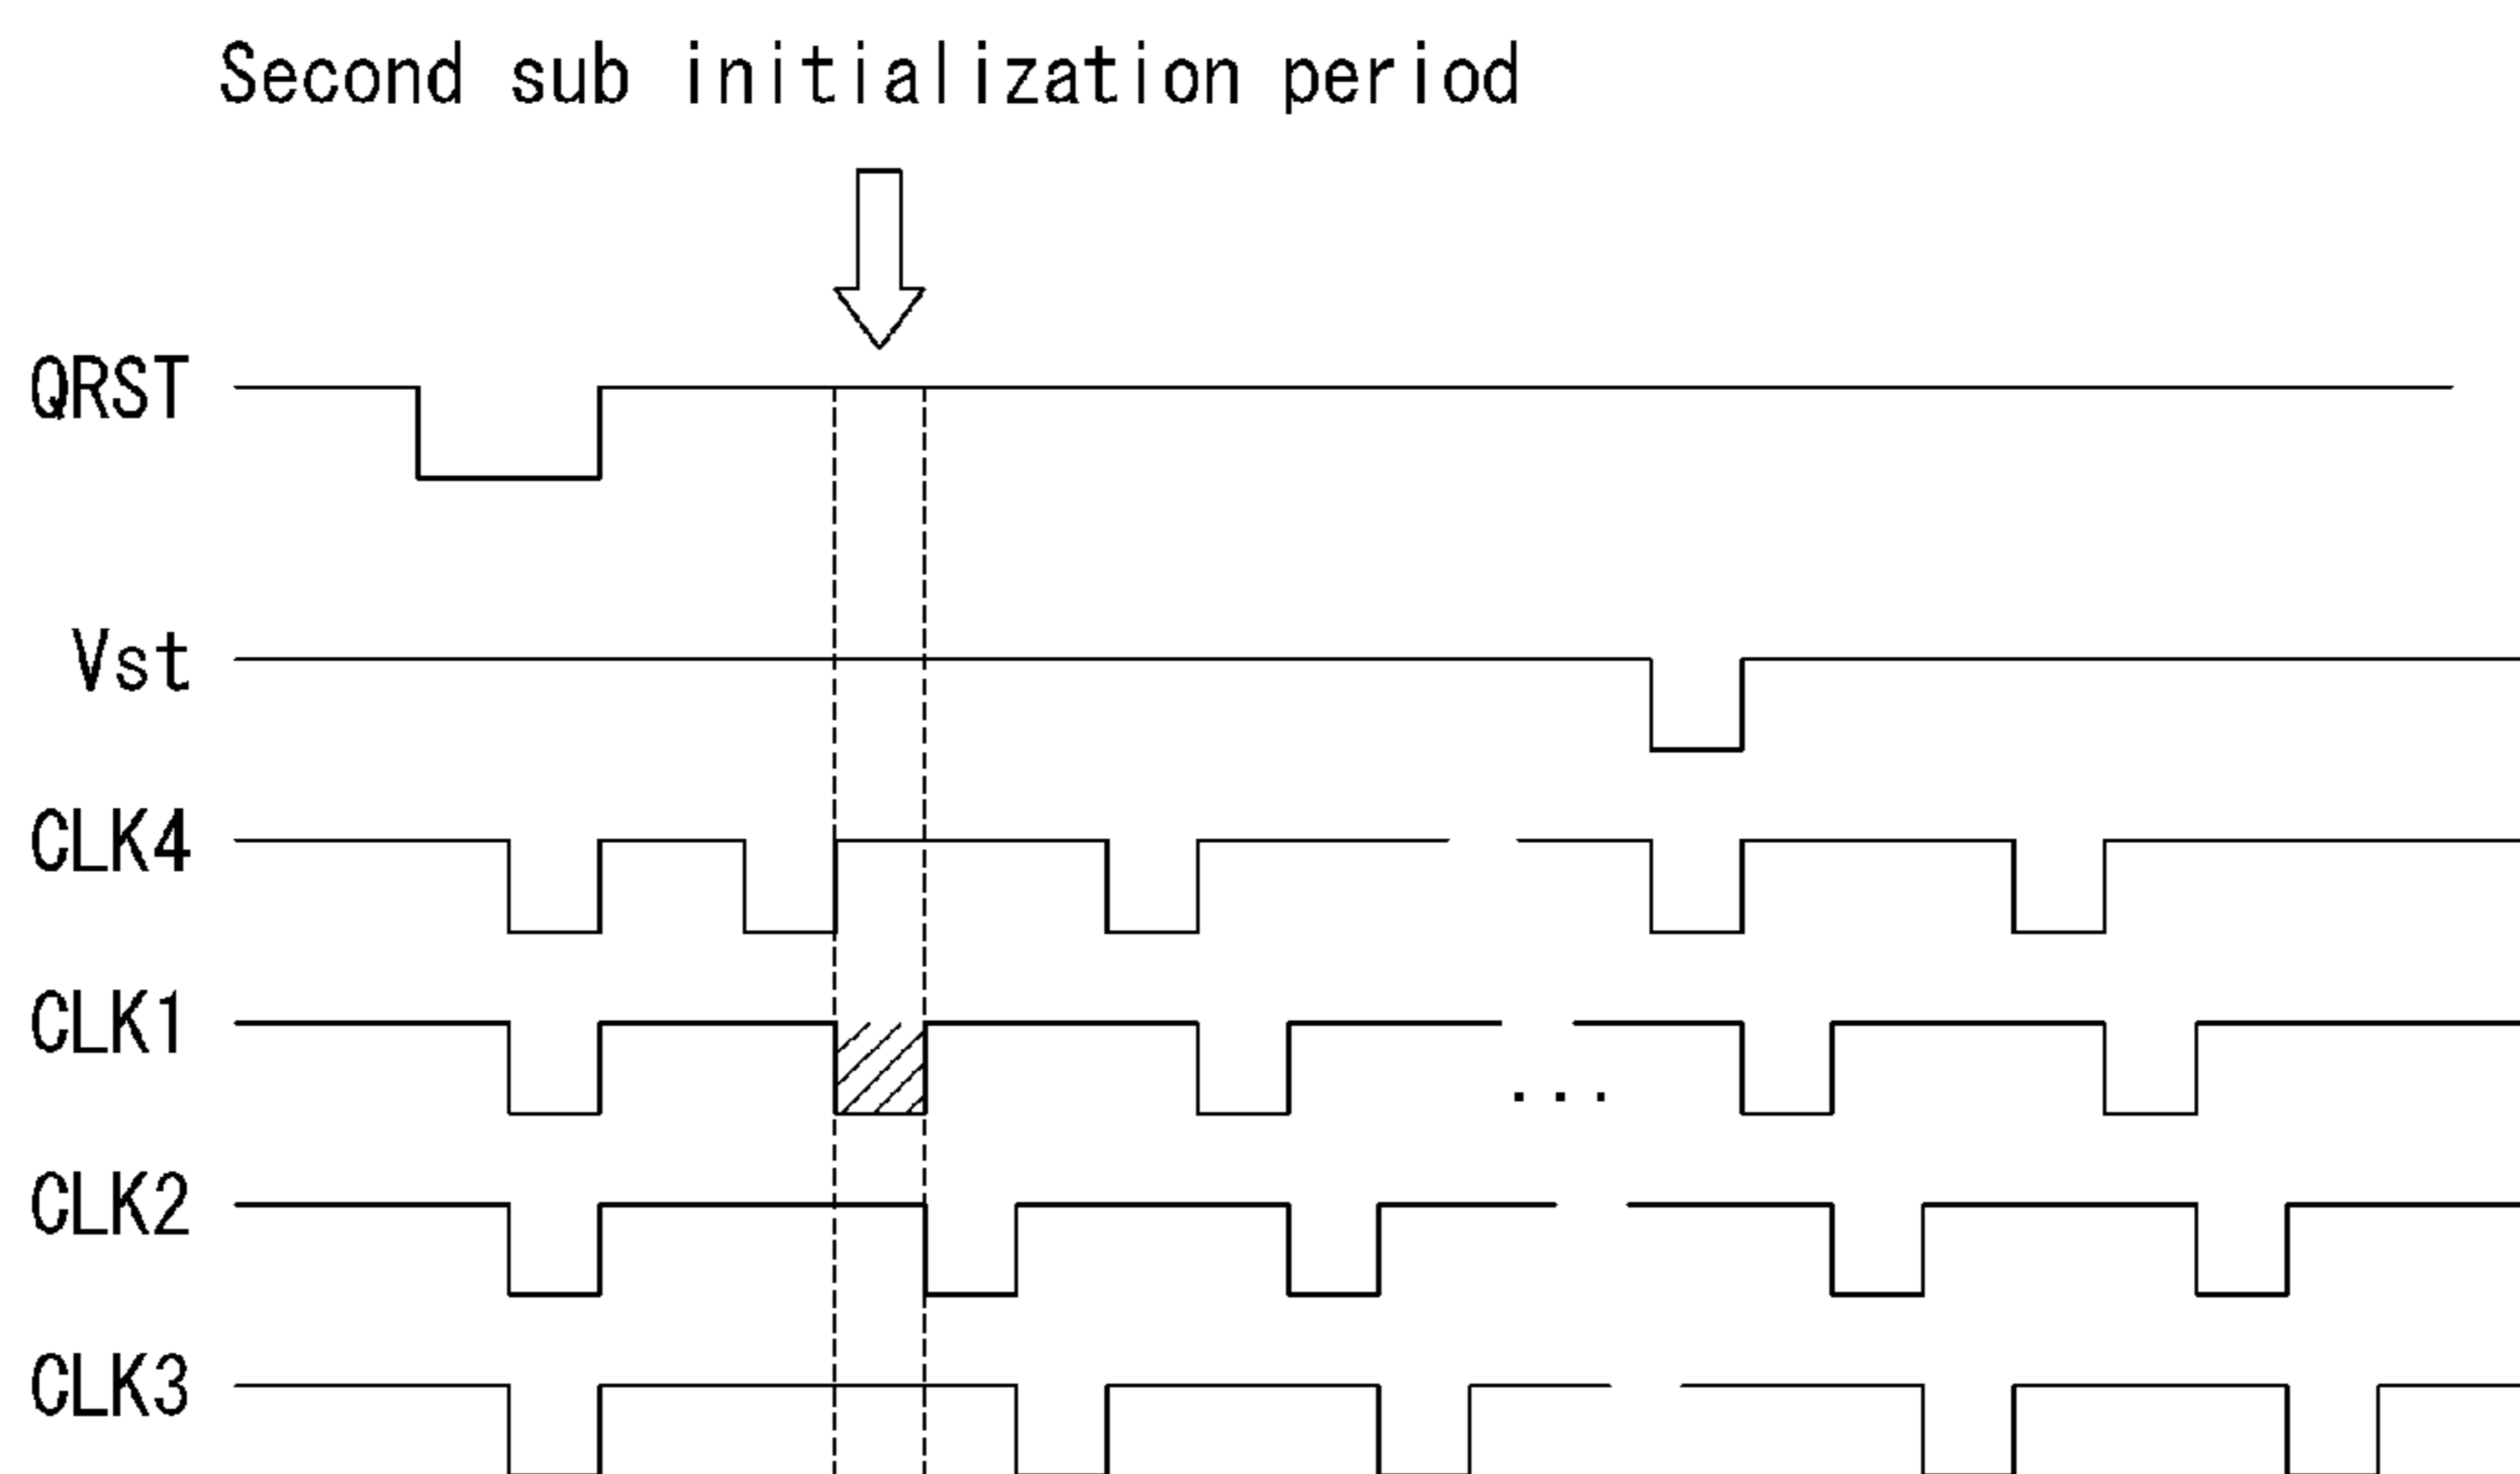 Second sub initialization period
QRST
Vst
CLK4
CLK1
...
CLK2
CLK3